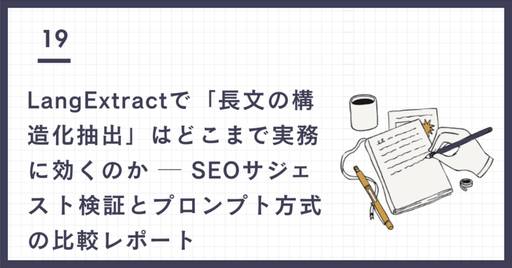 19
LangExtractで「長文の構
造化抽出」はどこまで実務
に効くのか ─ SEOサジェ
スト検証とプロンプト方式
の比較レポート